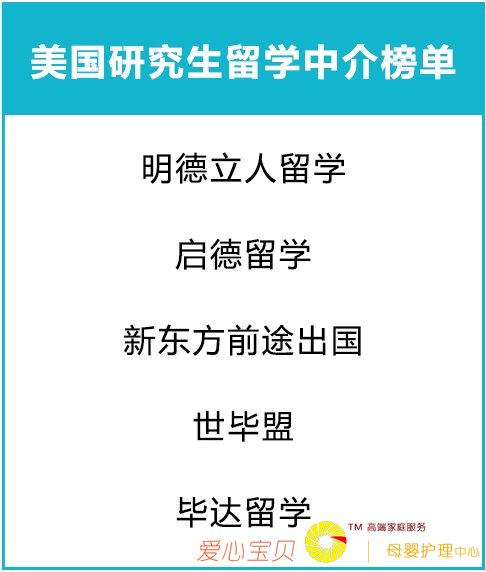 美国研究生留学中介榜单
明德立人留学
启德留学
新东方前途出国
世毕盟
毕达留学
TM 高端家庭服务
爱心宝贝 | 母婴护理中心